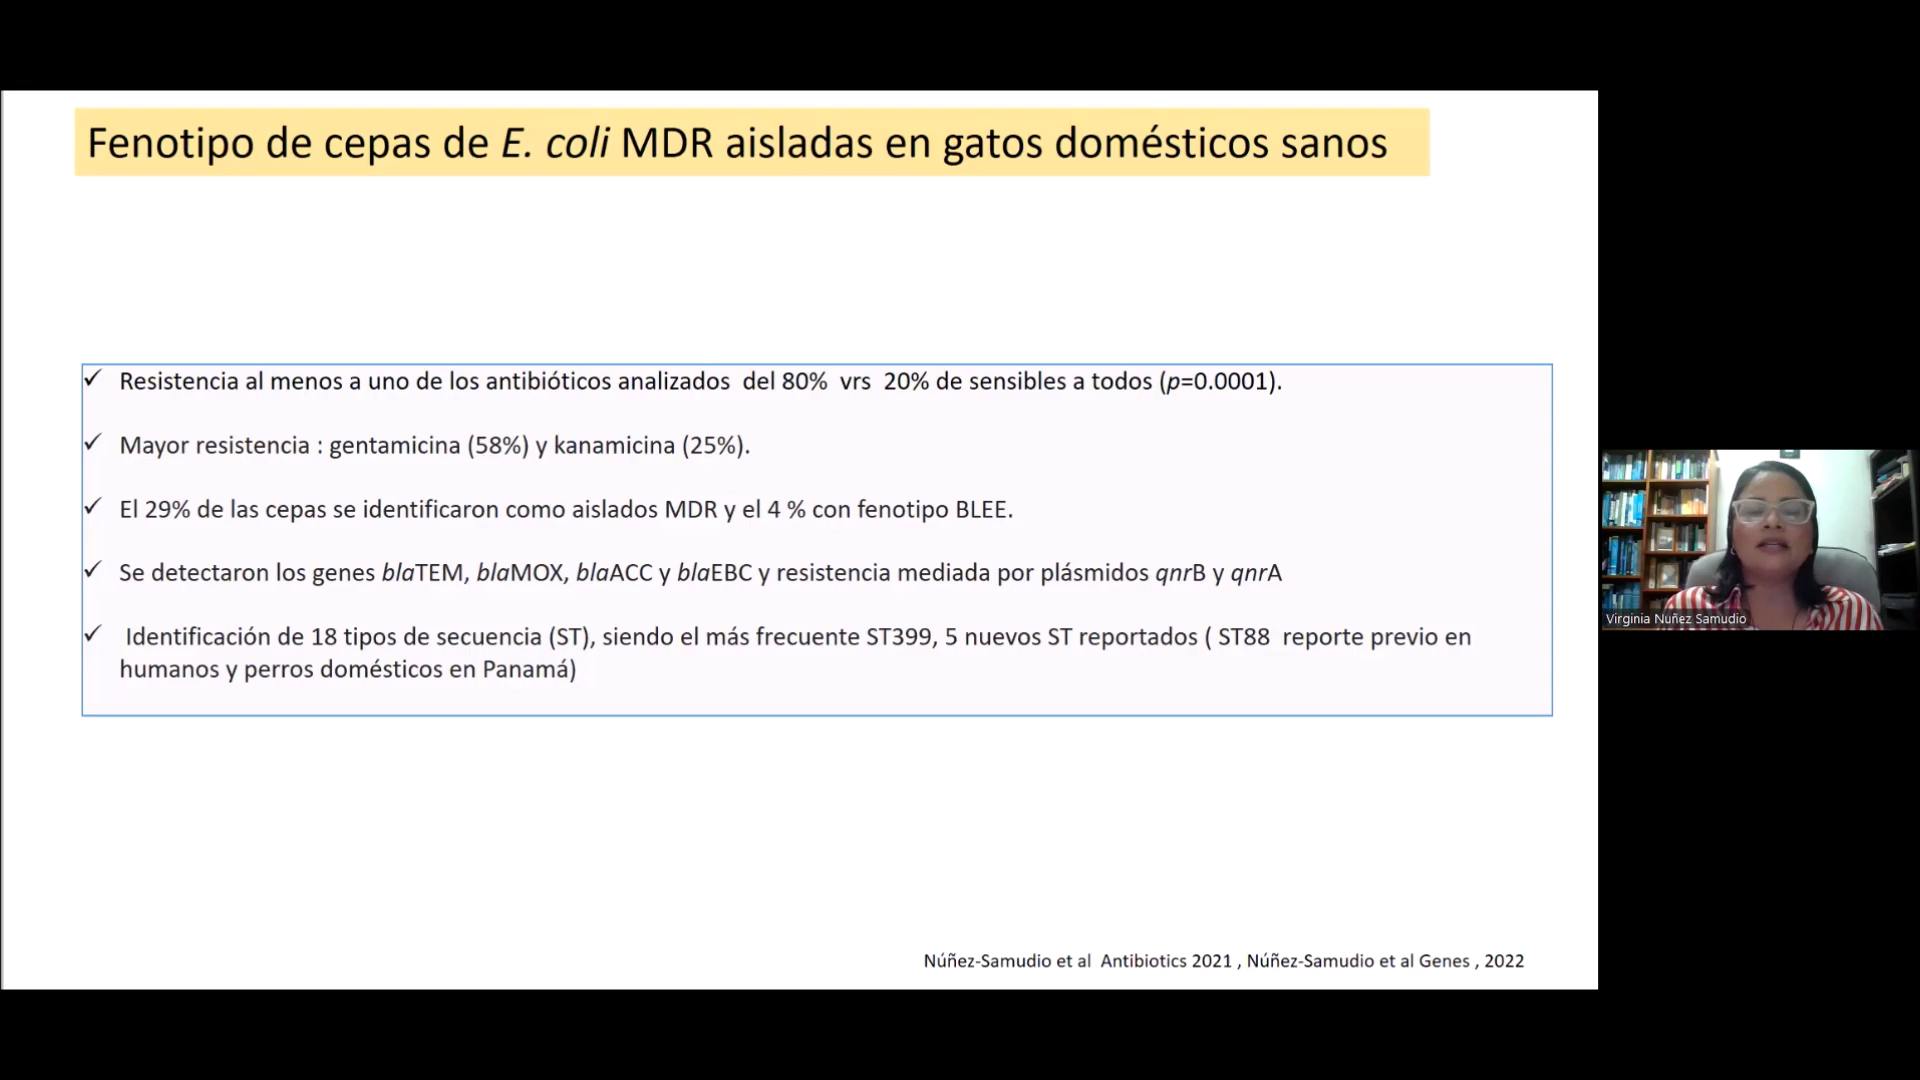 Fenotipo de cepas de E. coli MDR aisladas en gatos domésticos sanos
✓ Resistencia al menos a uno de los antibióticos analizados del 80% vrs 20% de sensibles a todos (p=0.0001).
✓ Mayor resistencia : gentamicina (58%) y kanamicina (25%).
✓ El 29% de las cepas se identificaron como aislados MDR y el 4 % con fenotipo BLEE.
✓ Se detectaron los genes blaTEM, blaMOX, blaACC y blaEBC y resistencia mediada por plásmidos qnrB y qnrA
✓ Identificación de 18 tipos de secuencia (ST), siendo el más frecuente ST399, 5 nuevos ST reportados ( ST88 reporte previo en
humanos y perros domésticos en Panamá)
Virginia Nuñez Samudio
Núñez-Samudio et al Antibiotics 2021 , Núñez-Samudio et al Genes , 2022